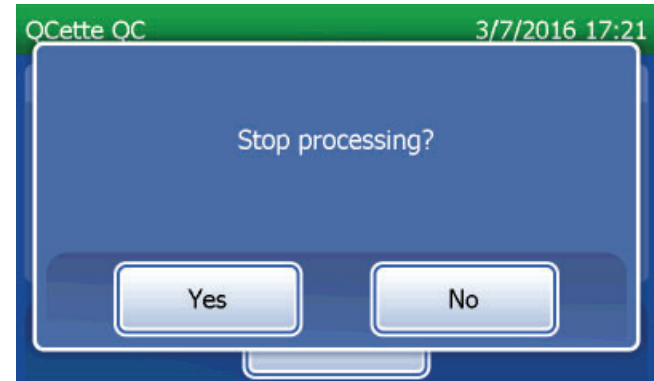 QCette QC 3/7/2016 17:21
Stop processing?
Yes No